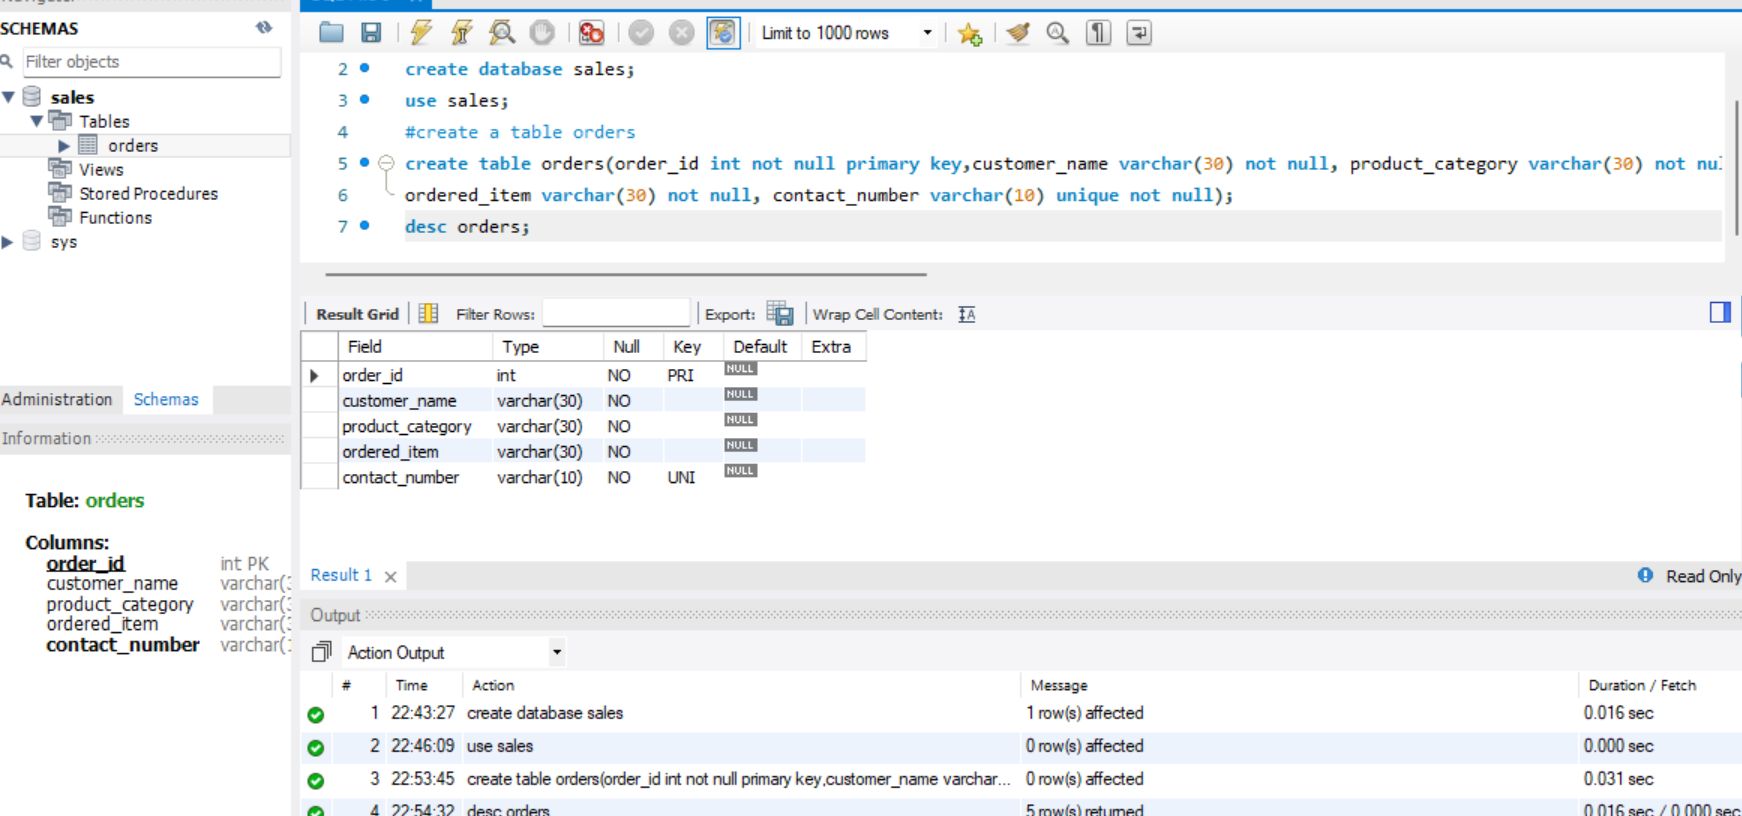 SCHEMAS
Filter objects
sales
Tables
orders
Views
Stored Procedures
Functions
sys
Administration Schemas
Information
Table: orders
Columns:
order_id int PK
customer_name varchar(3
product_category varchar(3
ordered_item varchar(3
contact_number varchar(1
Limit to 1000 rows
2 create database sales;
3 use sales;
4 #create a table orders
5 create table orders(order_id int not null primary key,customer_name varchar(30) not null, product_category varchar(30) not nul
6 ordered_item varchar(30) not null, contact_number varchar(10) unique not null);
7 desc orders;
Result Grid Filter Rows: Export: Wrap Cell Content:
Field Type Null Key Default Extra
order_id int NO PRI NULL
customer_name varchar(30) NO NULL
product_category varchar(30) NO NULL
ordered_item varchar(30) NO NULL
contact_number varchar(10) NO UNI NULL
Result 1 Read Only
Output
Action Output
# Time Action Message Duration / Fetch
1 22:43:27 create database sales 1 row(s) affected 0.016 sec
2 22:46:09 use sales 0 row(s) affected 0.000 sec
3 22:53:45 create table orders(order_id int not null primary key,customer_name varchar... 0 row(s) affected 0.031 sec
4 22:54:32 desc orders 5 row(s) returned 0.016 sec / 0.000 sec